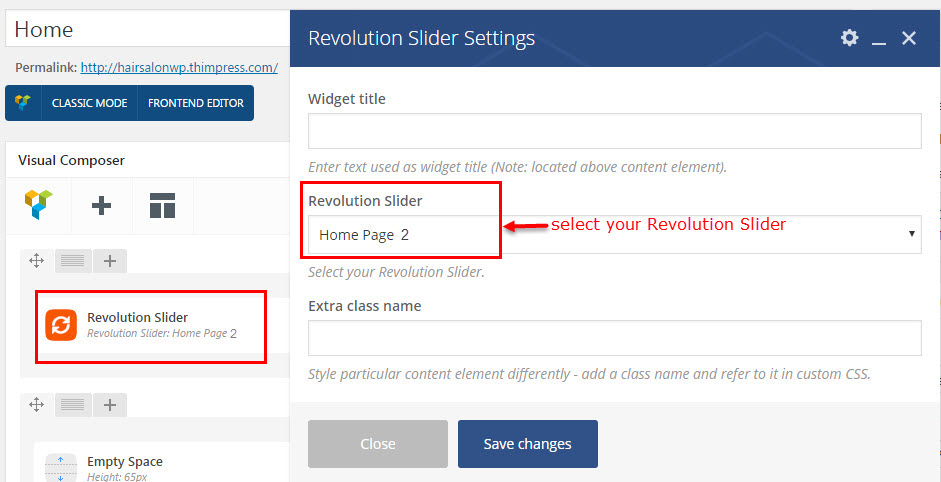 Home
Permalink: http://hairsalonwp.thimpress.com/
CLASSIC MODE
FRONTEND EDITOR
Visual Composer
Revolution Slider
Revolution Slider: Home Page 2
Empty Space
Height: 65px
Revolution Slider Settings
Widget title
Enter text used as widget title (Note: located above content element).
Revolution Slider
Home Page 2
select your Revolution Slider
Select your Revolution Slider.
Extra class name
Style particular content element differently - add a class name and refer to it in custom CSS.
Close
Save changes